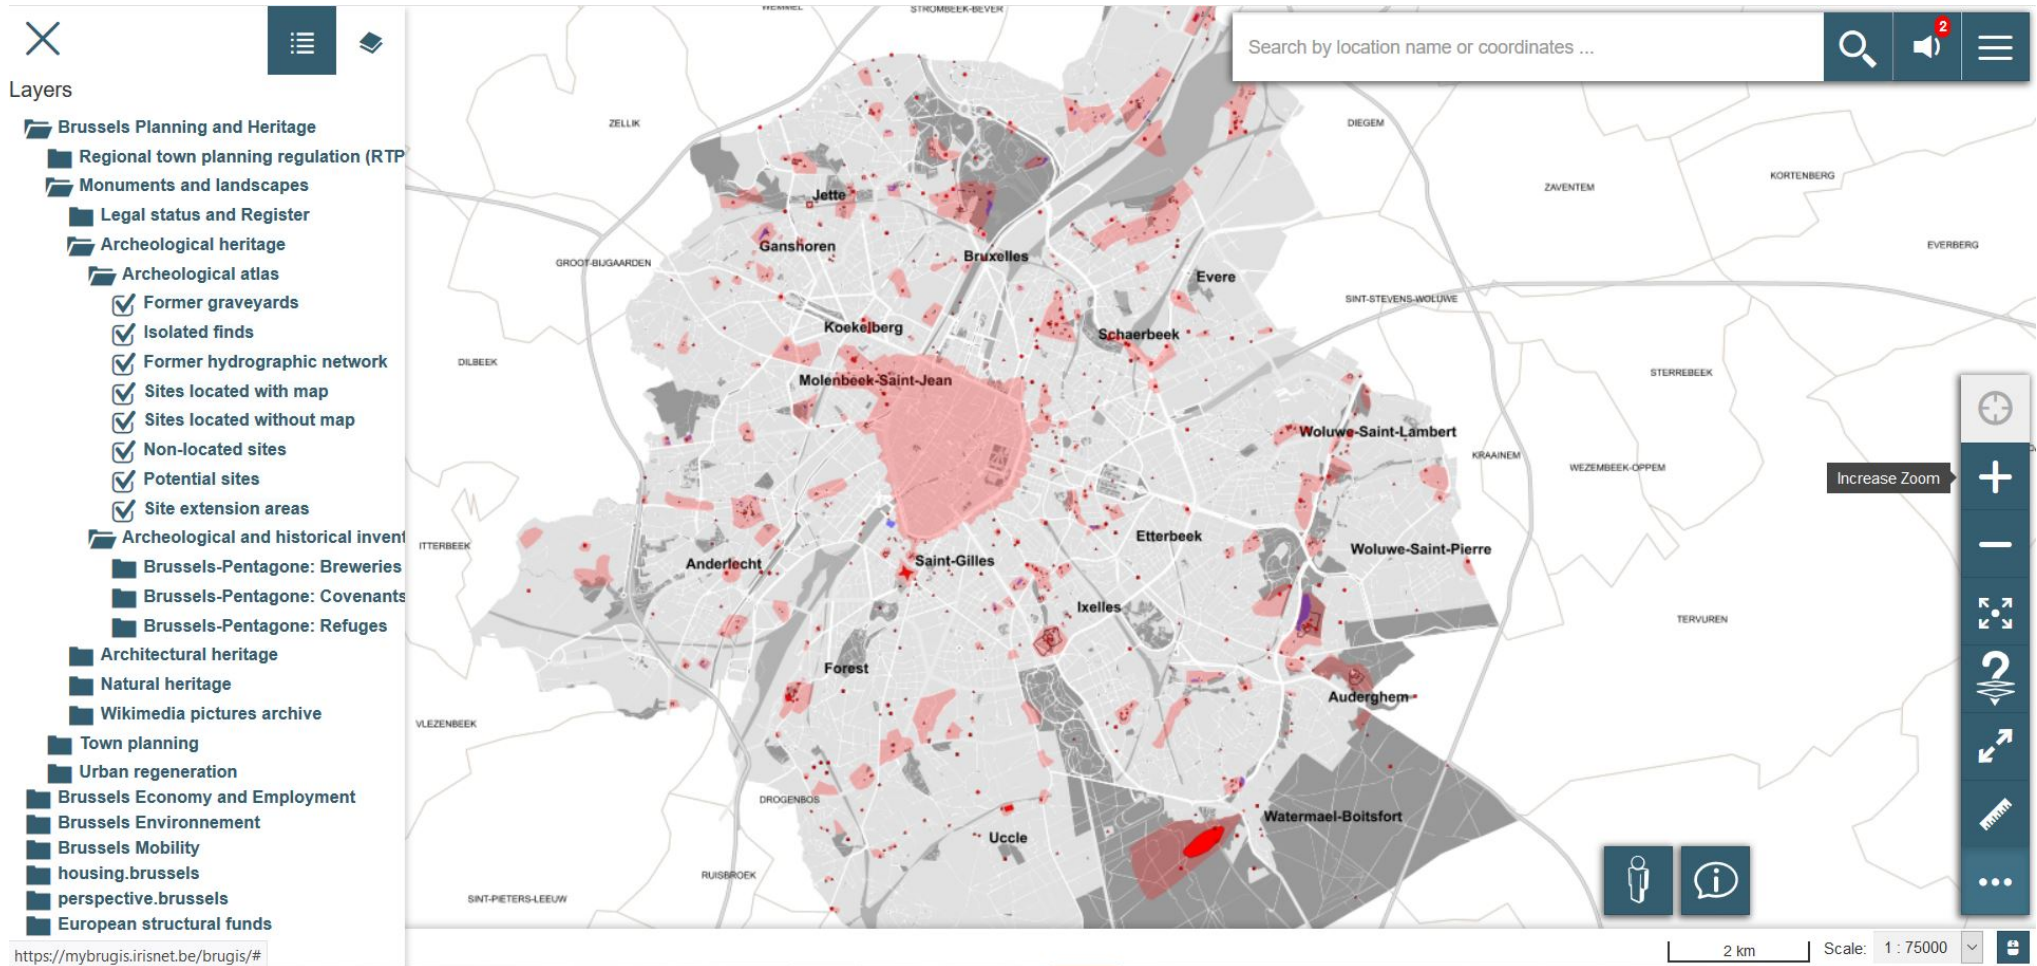 Layers
Brussels Planning and Heritage
Regional town planning regulation (RTP
Monuments and landscapes
Legal status and Register
Archeological heritage
Archeological atlas
Former graveyards
Isolated finds
Former hydrographic network
Sites located with map
Sites located without map
Non-located sites
Potential sites
Site extension areas
Archeological and historical invent
Brussels-Pentagone: Breweries
Brussels-Pentagone: Covenants
Brussels-Pentagone: Refuges
Architectural heritage
Natural heritage
Wikimedia pictures archive
Town planning
Urban regeneration
Brussels Economy and Employment
Brussels Environnement
Brussels Mobility
housing.brussels
perspective.brussels
European structural funds
https://mybrugis.irisnet.be/brugis/#
WEMMEL
STROMBEEK-BEVER
Search by location name or coordinates ...
2
ZELLIK
DIEGEM
KORTENBERG
ZAVENTEM
Jette
Ganshoren
EVERBERG
Bruxelles
GROOT-BIJGAARDEN
Evere
SINT-STEVENS-WOLUWE
Koekelberg
Schaerbeek
DILBEEK
STERREBEEK
Molenbeek-Saint-Jean
Woluwe-Saint-Lambert
KRAAINEM
WEZEMBEEK-OPPEM
Increase Zoom
Etterbeek
ITTERBEEK
Woluwe-Saint-Pierre
Anderlecht
Saint-Gilles
Ixelles
TERVUREN
Forest
Auderghem
VLEZENBEEK
DROGENBOS
Watermael-Boitsfort
Uccle
RUISBROEK
SINT-PIETERS-LEEUW
2 km
Scale:
1 : 75000